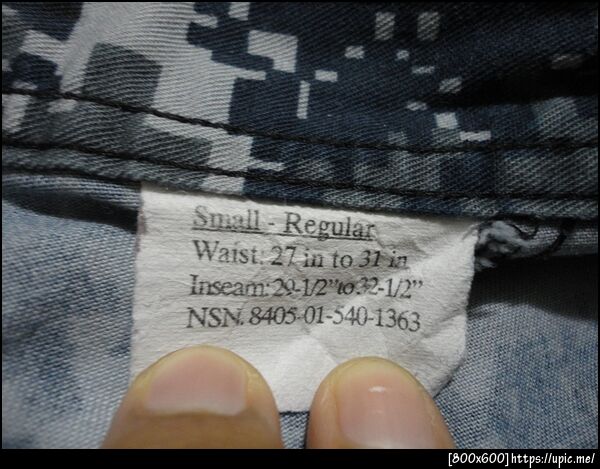 Small - Regular
Waist: 27 in to 31 in
Inseam: 29-1/2" to 32-1/2"
NSN. 8405-01-540-1363
[800x600]https://upic.me/